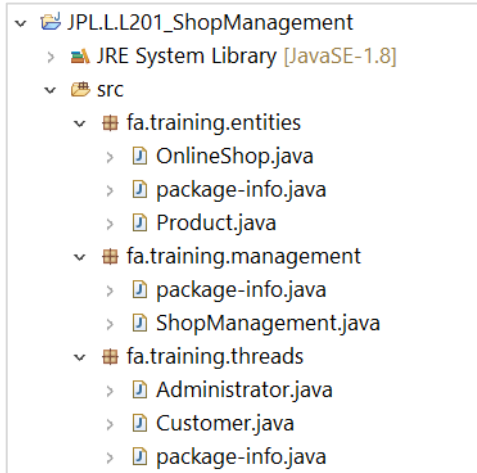 JPL.L.L201_ShopManagement
JRE System Library [JavaSE-1.8]
src
fa.training.entities
OnlineShop.java
package-info.java
Product.java
fa.training.management
package-info.java
ShopManagement.java
fa.training.threads
Administrator.java
Customer.java
package-info.java